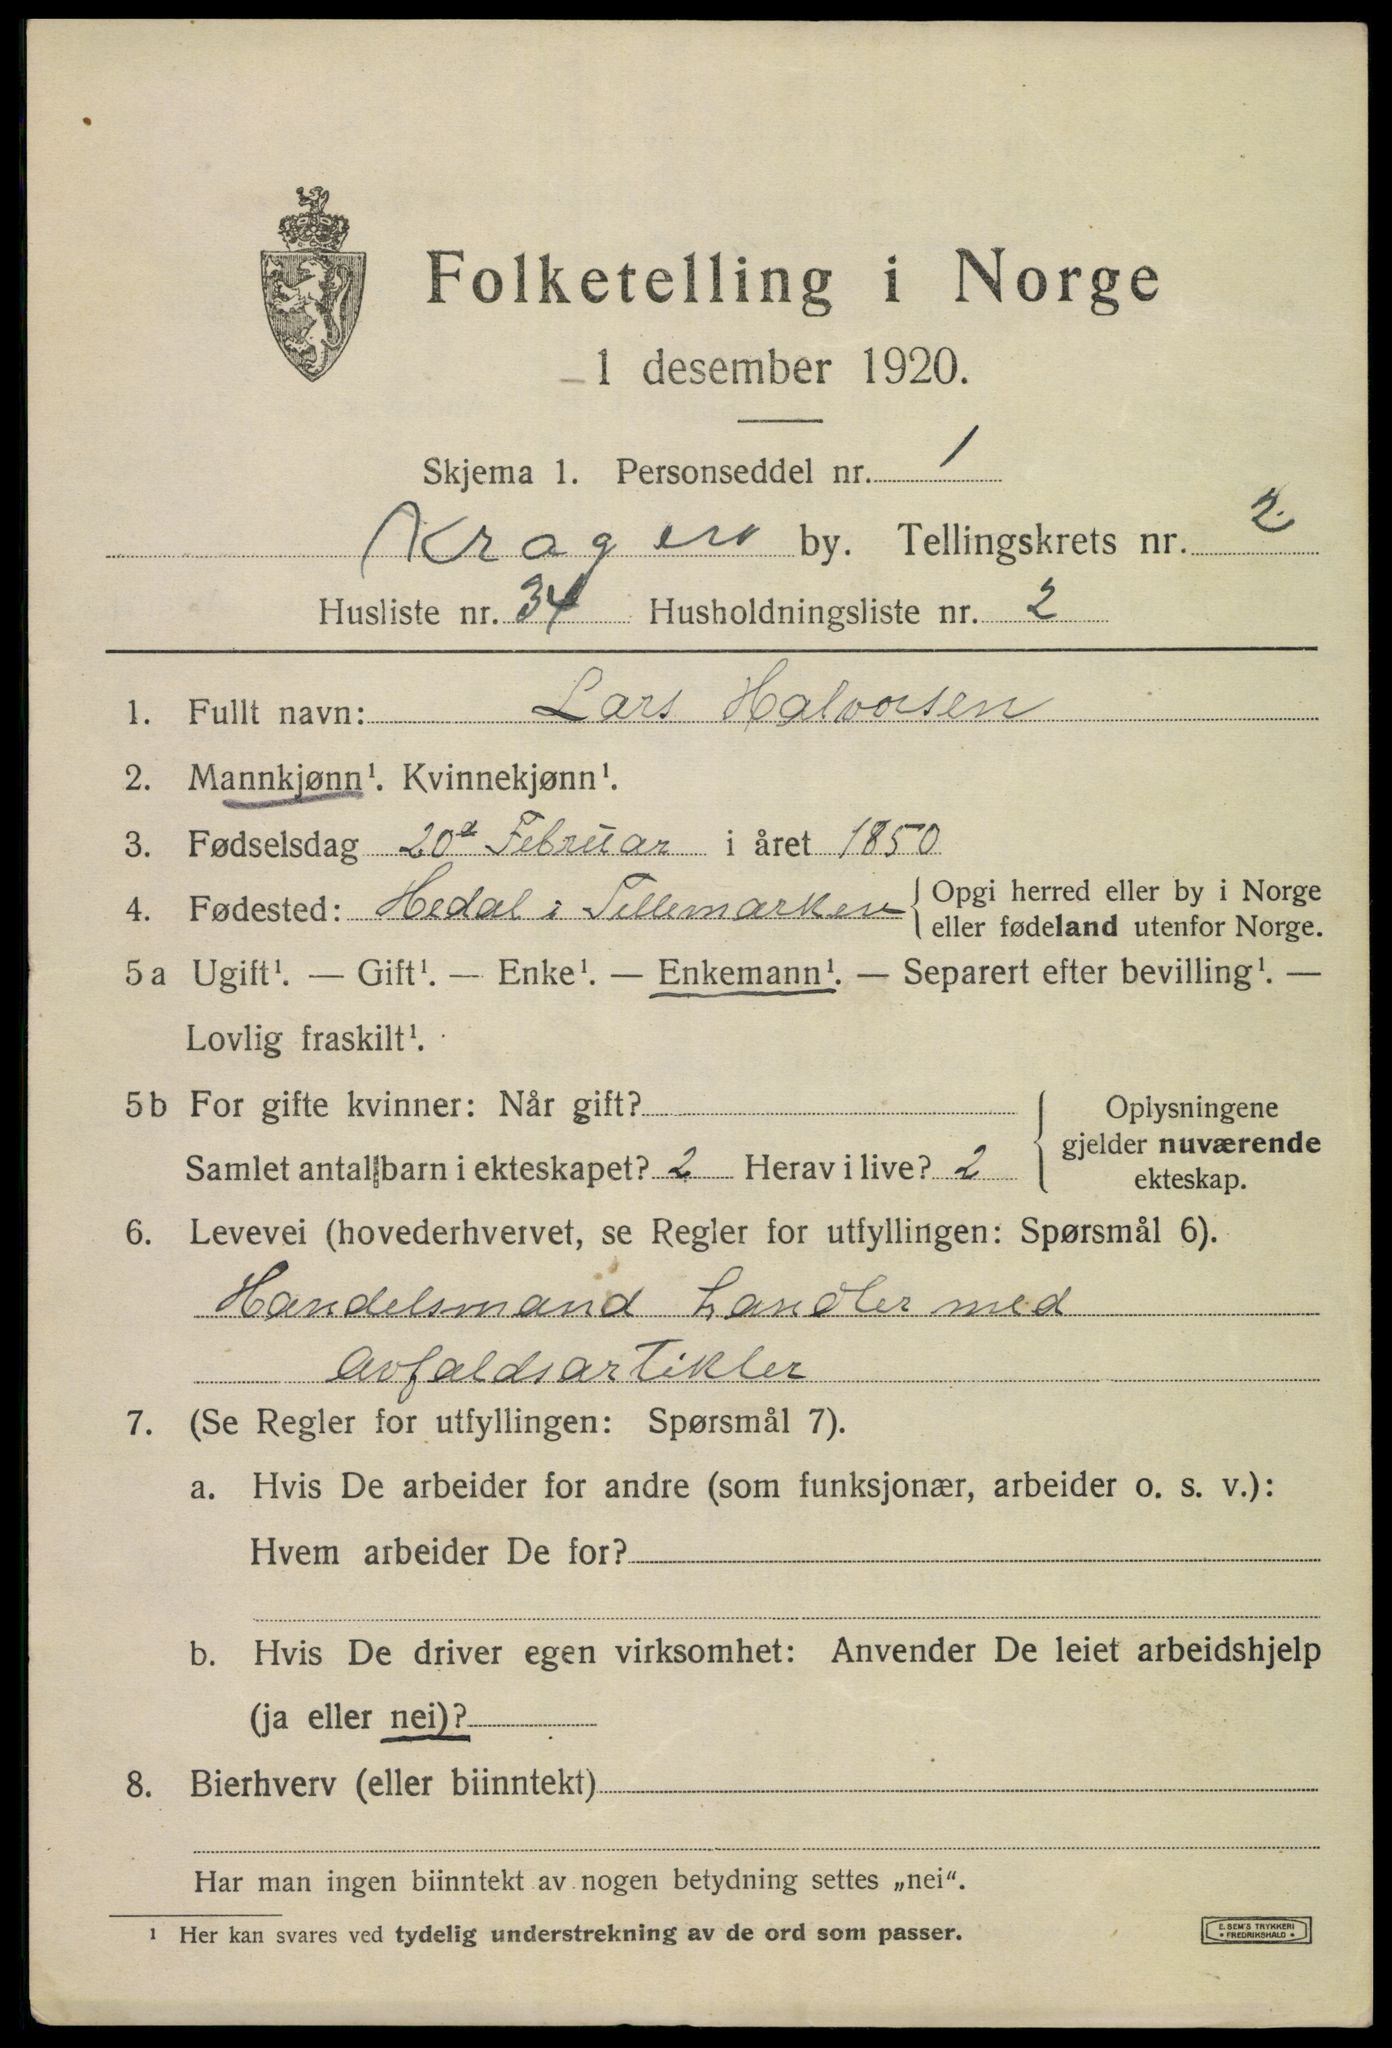 Folketelling i Norge
1 desember 1920.
Skjema 1. Personseddel nr. 1
Kragerø by. Tellingskrets nr. 2
Husliste nr. 34 Husholdningsliste nr. 2
1. Fullt navn: Lars Halvorsen
2. Mannkjønn¹. Kvinnekjønn¹.
3. Fødselsdag 20de Februar i året 1850
4. Fødested: Hedal i Tellemarken { Opgi herred eller by i Norge
eller fødeland utenfor Norge.
5a Ugift¹. — Gift¹. — Enke¹. — Enkemann¹. — Separert efter bevilling¹. —
Lovlig fraskilt¹.
5b For gifte kvinner: Når gift?
Samlet antal barn i ekteskapet? 2 Herav i live? 2
Oplysningene
gjelder nuværende
ekteskap.
6. Levevei (hovederhvervet, se Regler for utfyllingen: Spørsmål 6).
Handelsmand handler med
Avfaldsartikler
7. (Se Regler for utfyllingen: Spørsmål 7).
a. Hvis De arbeider for andre (som funksjonær, arbeider o. s. v.):
Hvem arbeider De for?
b. Hvis De driver egen virksomhet: Anvender De leiet arbeidshjelp
(ja eller nei)?
8. Bierhverv (eller biinntekt)
Har man ingen biinntekt av nogen betydning settes „nei“.
¹ Her kan svares ved tydelig understrekning av de ord som passer.
E. SEM'S TRYKKERI
• FREDRIKSHALD •